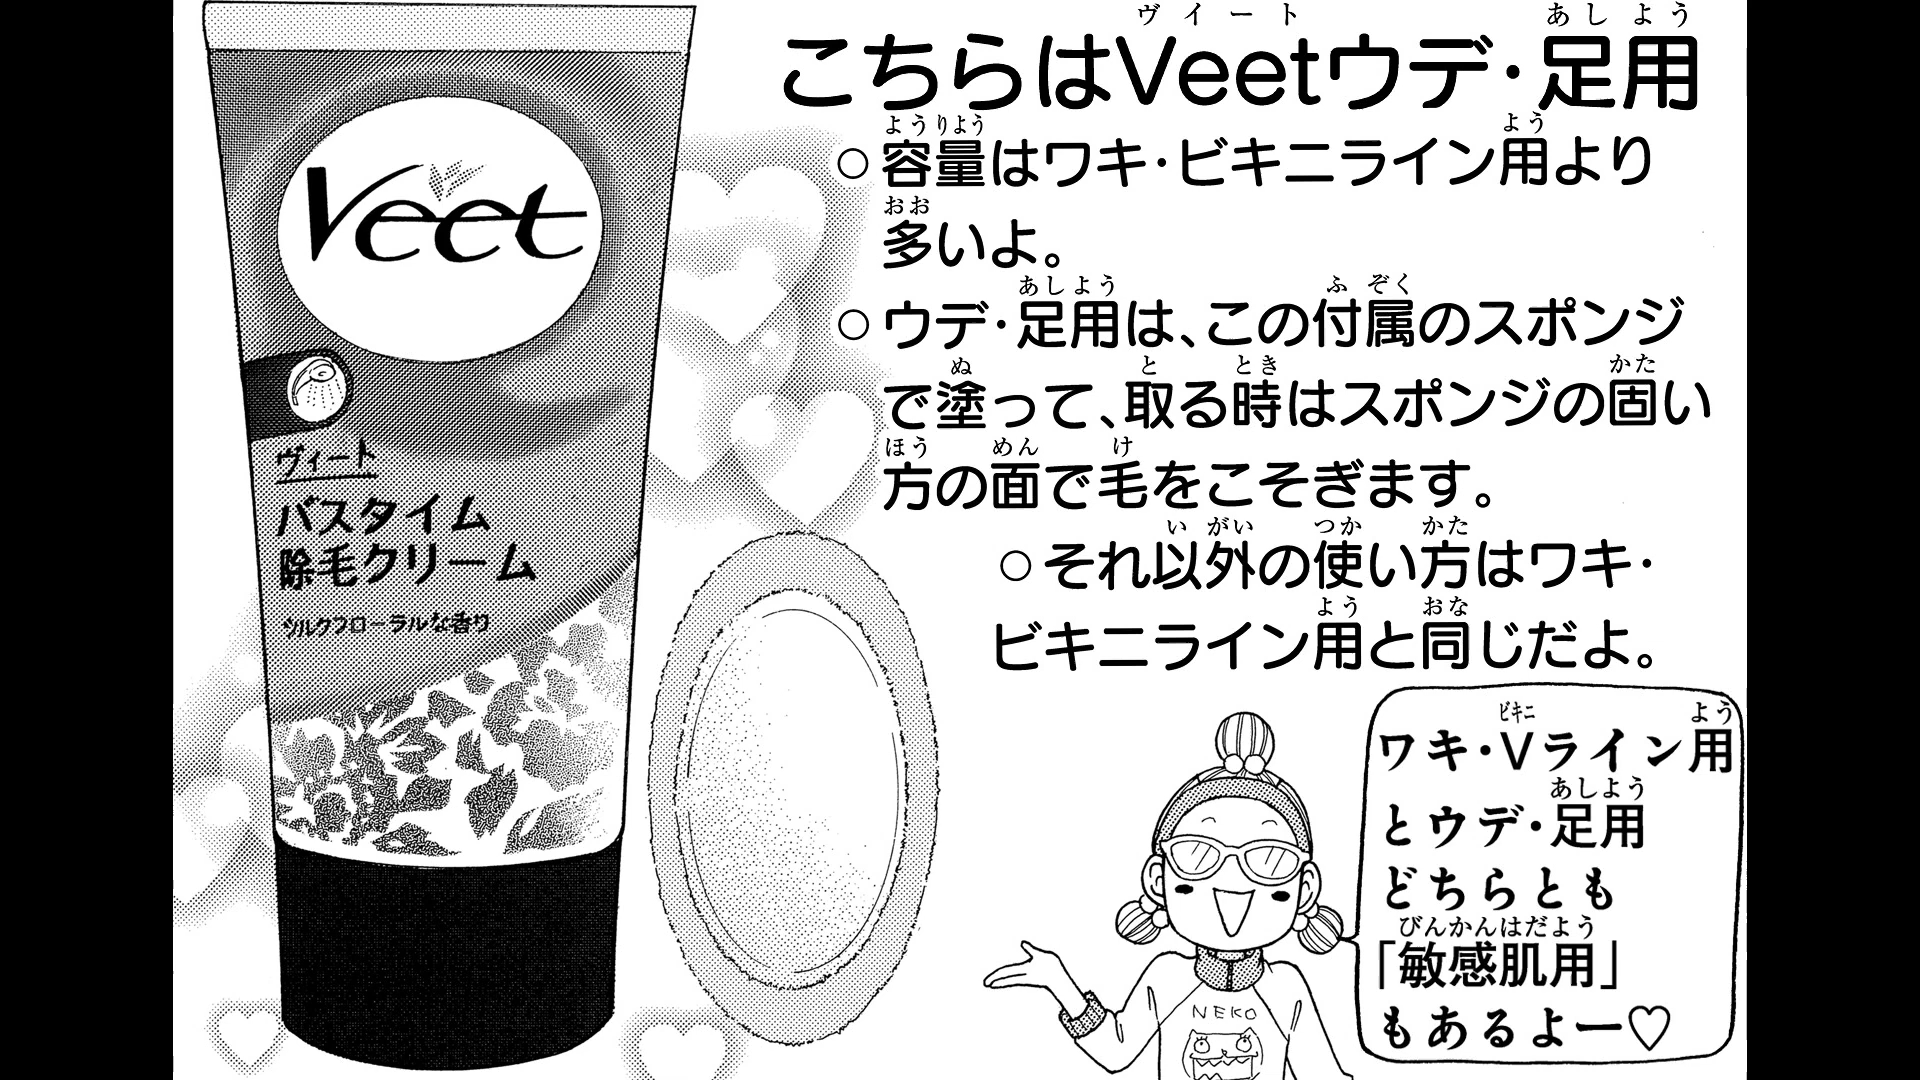 こちらはVeetウデ・足用
○容量はワキ・ビキニライン用より
多いよ。
○ウデ・足用は、この付属のスポンジ
で塗って、取る時はスポンジの固い
方の面で毛をこそぎます。
○それ以外の使い方はワキ・
ビキニライン用と同じだよ。
Veet
ヴィート
バスタイム
除毛クリーム
シルクフローラルな香り
ワキ・Vライン用
とウデ・足用
どちらとも
「敏感肌用」
もあるよー♡
NEKO